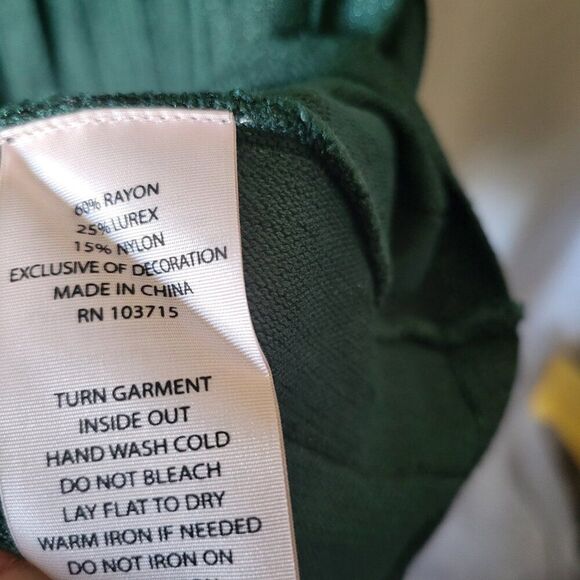 60% RAYON
25% LUREX
15% NYLON
EXCLUSIVE OF DECORATION
MADE IN CHINA
RN 103715
TURN GARMENT
INSIDE OUT
HAND WASH COLD
DO NOT BLEACH
LAY FLAT TO DRY
WARM IRON IF NEEDED
DO NOT IRON ON